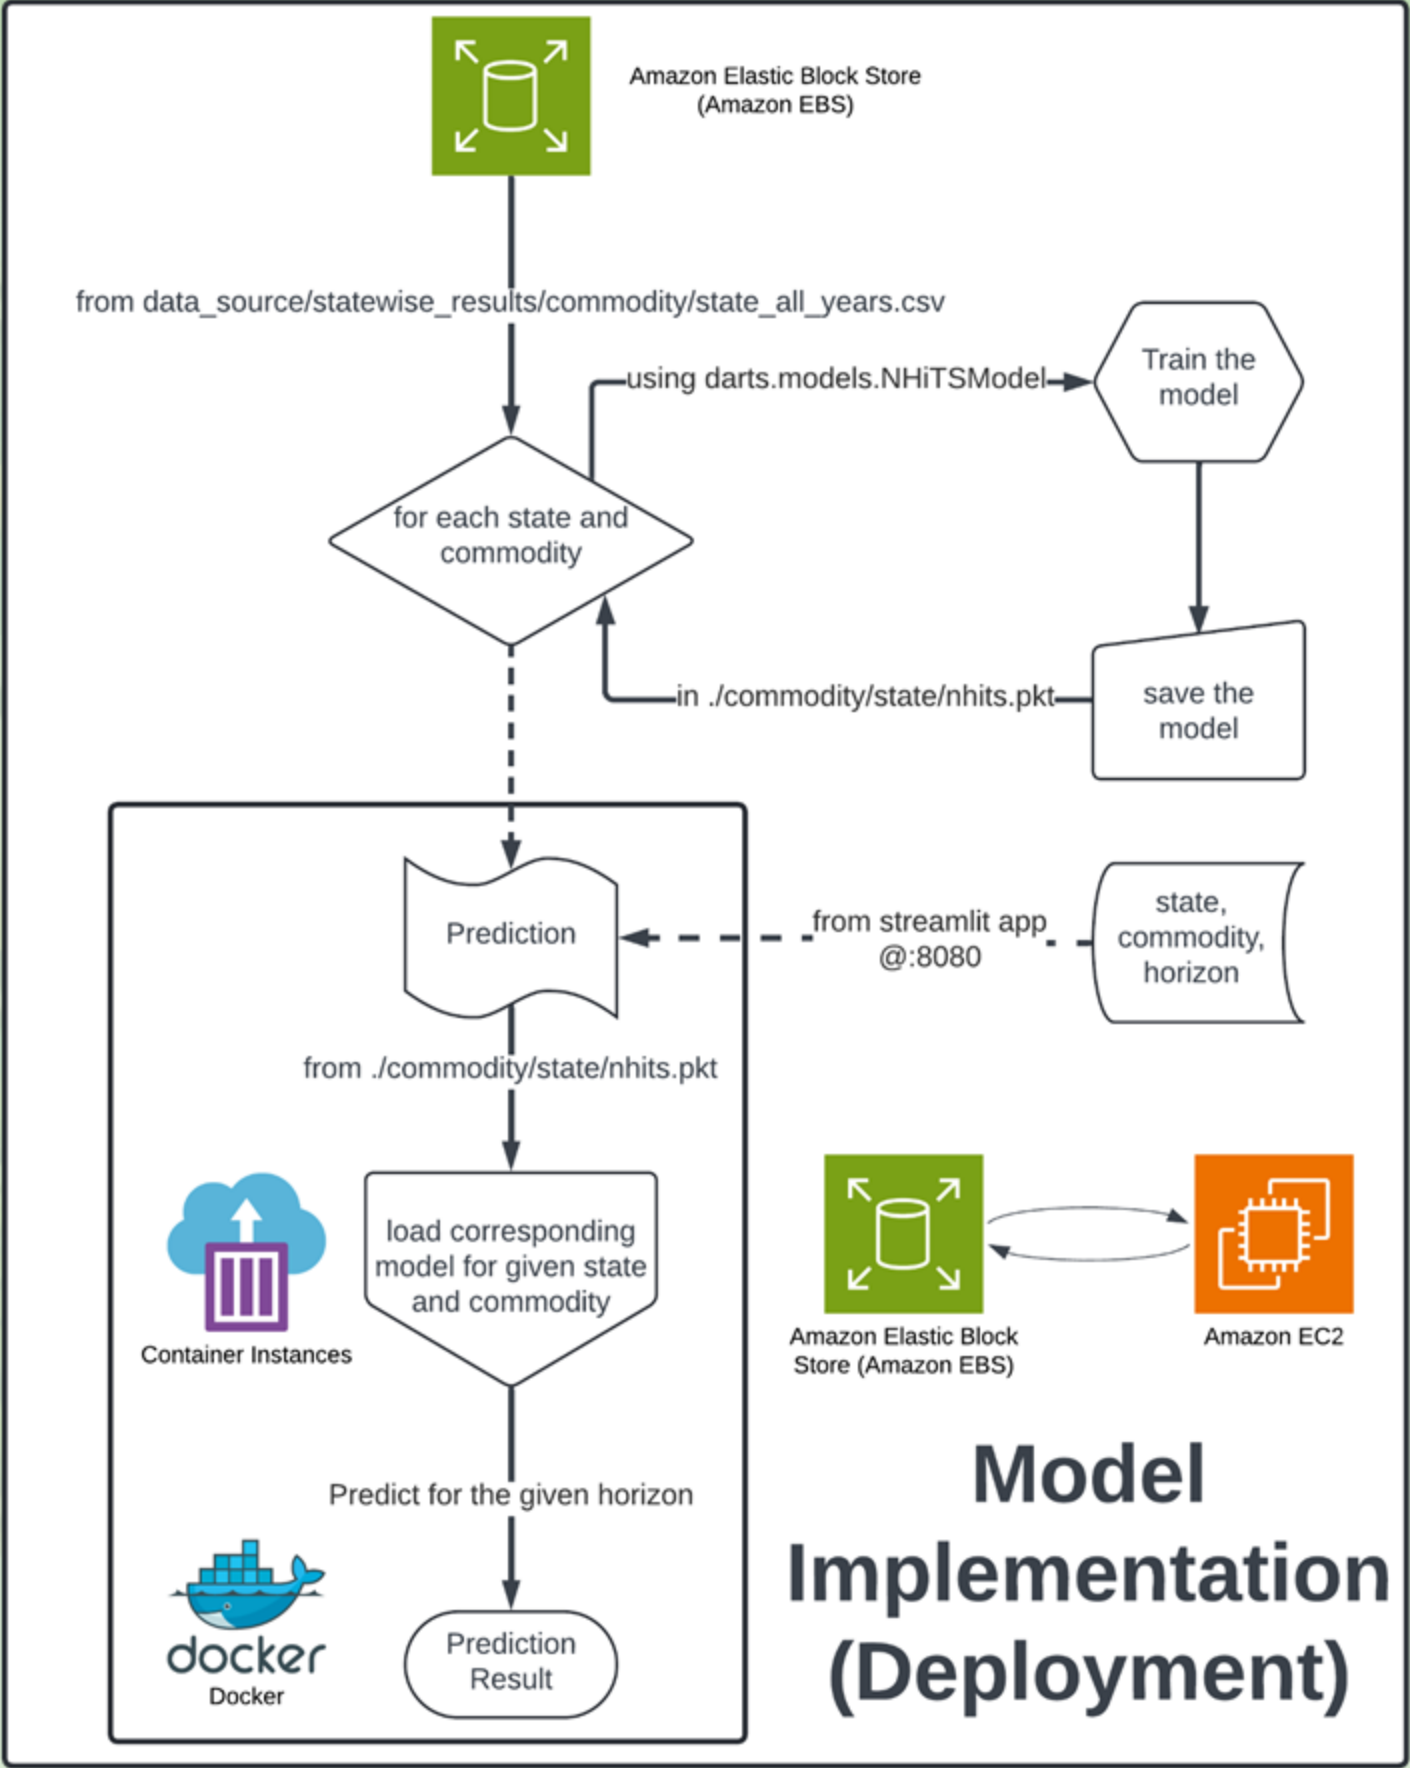 Amazon Elastic Block Store
(Amazon EBS)
from data_source/statewise_results/commodity/state_all_years.csv
using darts.models.NHiTSModel
Train the
model
for each state and
commodity
in ./commodity/state/nhits.pkt
save the
model
Prediction
from streamlit app
@:8080
state,
commodity,
horizon
from ./commodity/state/nhits.pkt
load corresponding
model for given state
and commodity
Container Instances
Amazon Elastic Block
Store (Amazon EBS)
Amazon EC2
Predict for the given horizon
docker
Docker
Prediction
Result
Model
Implementation
(Deployment)